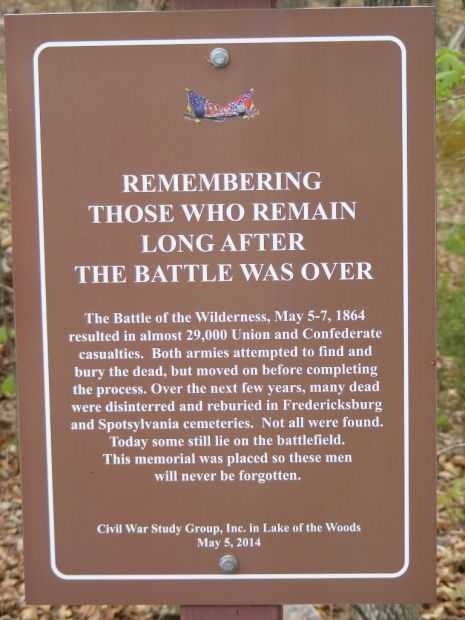 REMEMBERING
THOSE WHO REMAIN
LONG AFTER
THE BATTLE WAS OVER
The Battle of the Wilderness, May 5-7, 1864
resulted in almost 29,000 Union and Confederate
casualties. Both armies attempted to find and
bury the dead, but moved on before completing
the process. Over the next few years, many dead
were disinterred and reburied in Fredericksburg
and Spotsylvania cemeteries. Not all were found.
Today some still lie on the battlefield.
This memorial was placed so these men
will never be forgotten.
Civil War Study Group, Inc. in Lake of the Woods
May 5, 2014